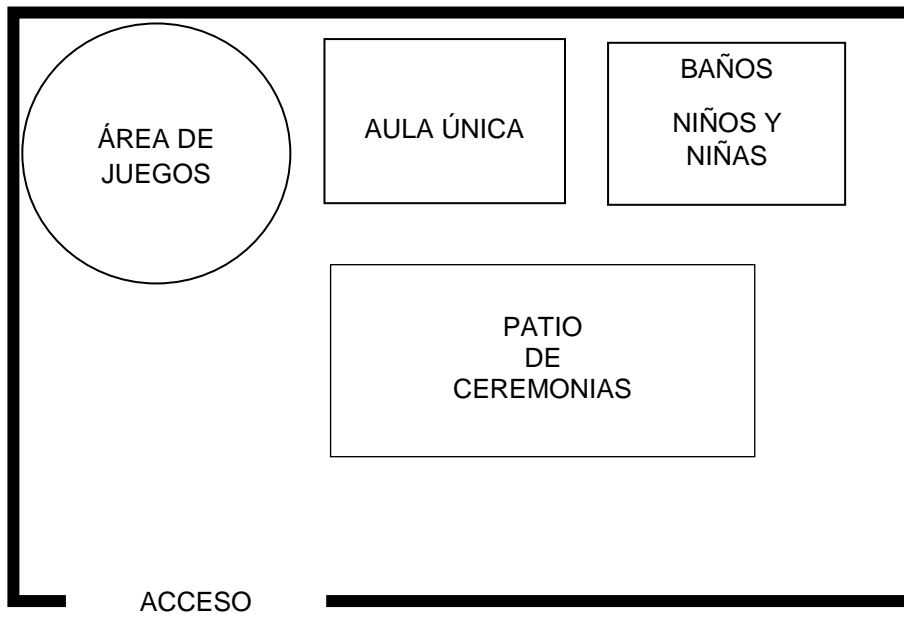 ÁREA DE
JUEGOS
AULA ÚNICA
BAÑOS
NIÑOS Y
NIÑAS
PATIO
DE
CEREMONIAS
ACCESO